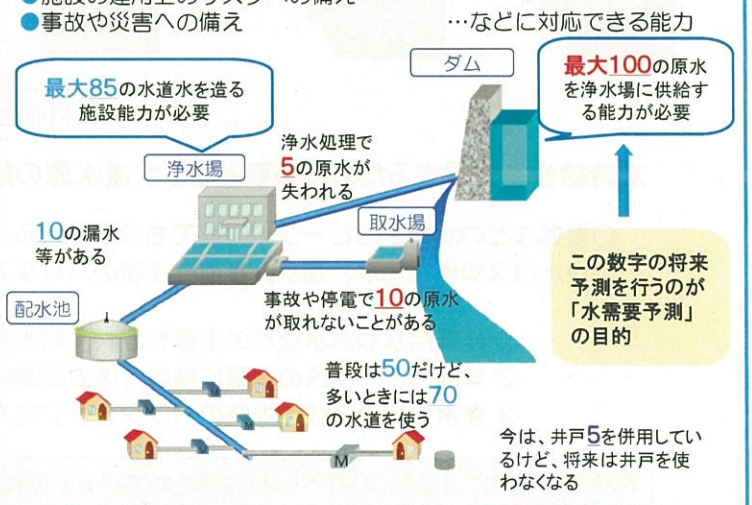 ●事故や災害への備え
…などに対応できる能力
ダム
最大85の水道水を造る
施設能力が必要
最大100の原水
を浄水場に供給す
る能力が必要
浄水場
浄水処理で
5の原水が
失われる
取水場
10の漏水
等がある
事故や停電で10の原水
が取れないことがある
この数字の将来
予測を行うのが
「水需要予測」
の目的
配水池
普段は50だけど、
多いときには70
の水道を使う
M
M
M
M
M
今は、井戸5を併用してい
るけど、将来は井戸を使
わなくなる